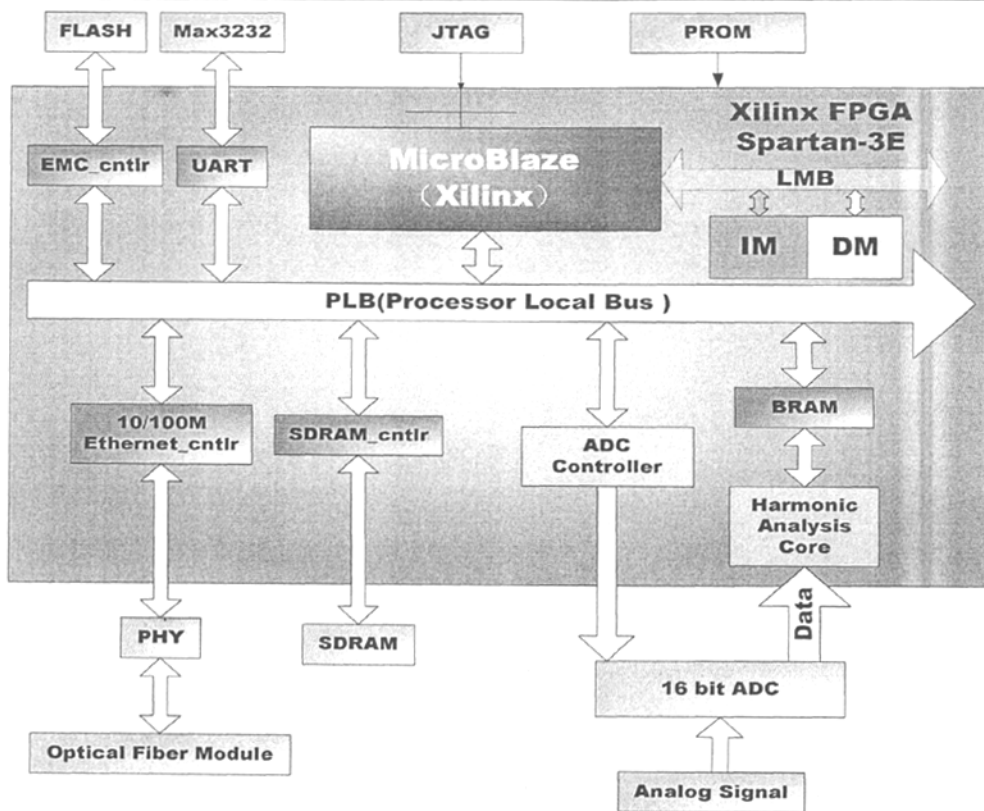 FLASH
Max3232
JTAG
PROM
Xilinx FPGA
Spartan-3E
EMC_cntlr
UART
MicroBlaze
（Xilinx）
LMB
IM
DM
PLB(Processor Local Bus )
10/100M
Ethernet_cntlr
SDRAM_cntlr
ADC
Controller
BRAM
Harmonic
Analysis
Core
Data
PHY
SDRAM
16 bit ADC
Optical Fiber Module
Analog Signal